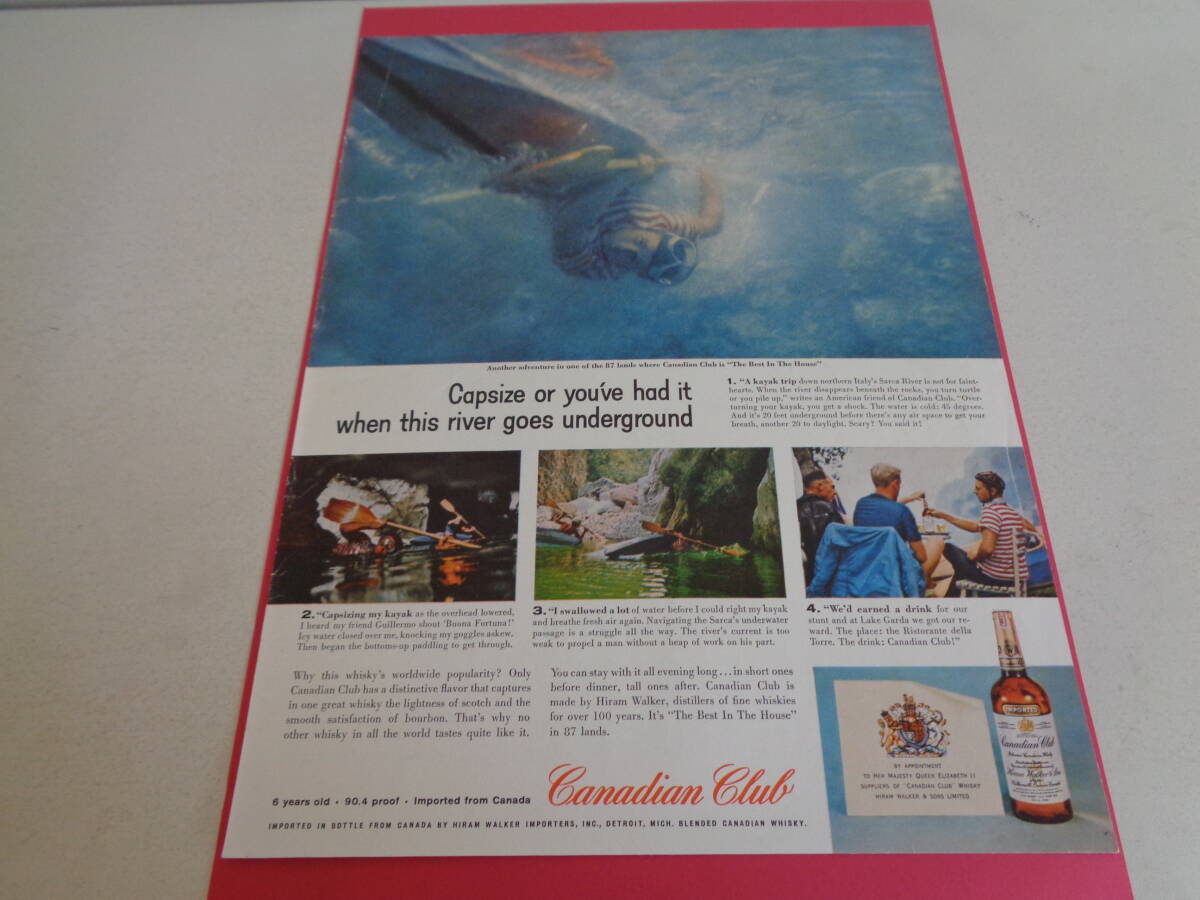 Another adventure in one of the 87 lands where Canadian Club is "The Best In The House"
Capsize or you've had it
when this river goes underground
1. "A kayak trip down northern Italy's Sarca River is not for faint-
hearts. When the river disappears beneath the rocks, you turn turtle
or you pile up," writes an American friend of Canadian Club. "Over-
turning your kayak, you get a shock. The water is cold: 45 degrees.
And it's 20 feet underground before there's any air space to get your
breath, another 20 to daylight. Scary? You said it!
2. "Capsizing my kayak as the overhead lowered,
I heard my friend Guillermo shout 'Buona Fortuna!'
Icy water closed over me, knocking my goggles askew.
Then began the bottoms-up paddling to get through.
3. "I swallowed a lot of water before I could right my kayak
and breathe fresh air again. Navigating the Sarca's underwater
passage is a struggle all the way. The river's current is too
weak to propel a man without a heap of work on his part.
4. "We'd earned a drink for our
stunt and at Lake Garda we got our re-
ward. The place: the Ristorante della
Torre. The drink: Canadian Club!"
Why this whisky's worldwide popularity? Only
Canadian Club has a distinctive flavor that captures
in one great whisky the lightness of scotch and the
smooth satisfaction of bourbon. That's why no
other whisky in all the world tastes quite like it.
You can stay with it all evening long...in short ones
before dinner, tall ones after. Canadian Club is
made by Hiram Walker, distillers of fine whiskies
for over 100 years. It's "The Best In The House"
in 87 lands.
6 years old • 90.4 proof • Imported from Canada
Canadian Club
IMPORTED IN BOTTLE FROM CANADA BY HIRAM WALKER IMPORTERS, INC., DETROIT, MICH. BLENDED CANADIAN WHISKY.
BY APPOINTMENT
TO HER MAJESTY QUEEN ELIZABETH II
SUPPLIERS OF "CANADIAN CLUB" WHISKY
HIRAM WALKER & SONS LIMITED
IMPORTED
Canadian Club
Hiram Walker & Sons